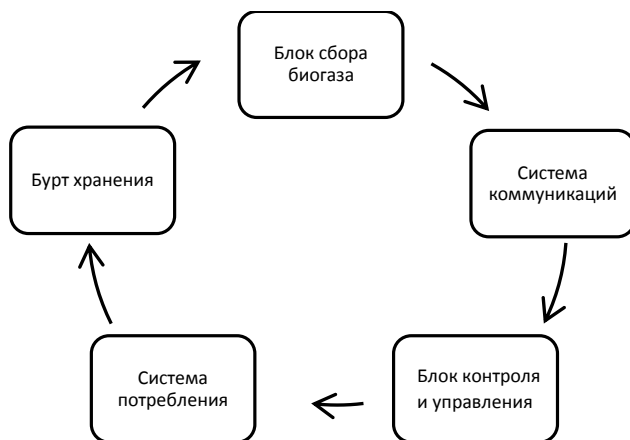 Блок сбора
биогаза
Система
коммуникаций
Блок контроля
и управления
Система
потребления
Бурт хранения